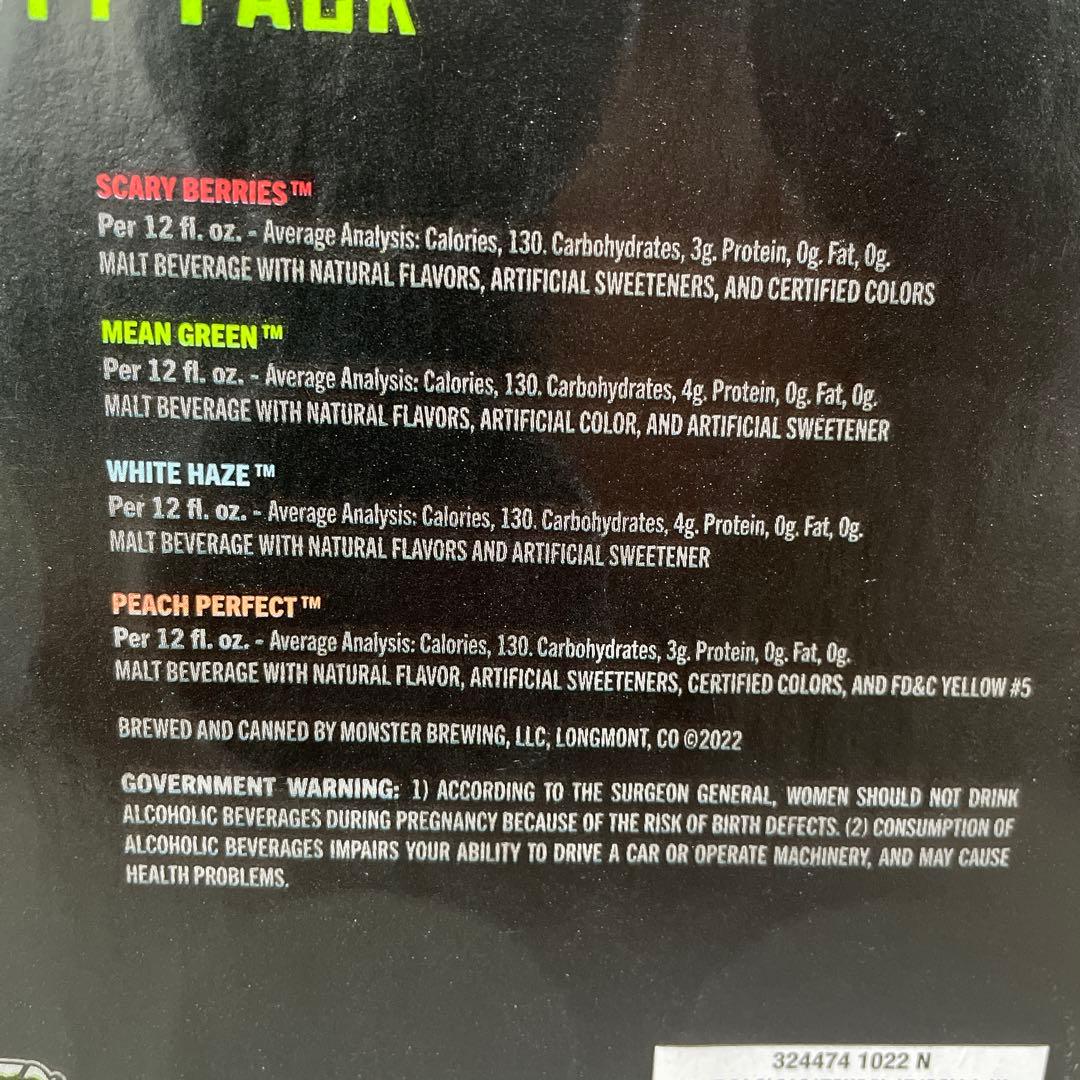 PACK
SCARY BERRIES™
Per 12 fl. oz. - Average Analysis: Calories, 130. Carbohydrates, 3g. Protein, 0g. Fat, 0g.
MALT BEVERAGE WITH NATURAL FLAVORS, ARTIFICIAL SWEETENERS, AND CERTIFIED COLORS
MEAN GREEN™
Per 12 fl. oz. - Average Analysis: Calories, 130. Carbohydrates, 4g. Protein, 0g. Fat, 0g.
MALT BEVERAGE WITH NATURAL FLAVORS, ARTIFICIAL COLOR, AND ARTIFICIAL SWEETENER
WHITE HAZE™
Per 12 fl. oz. - Average Analysis: Calories, 130. Carbohydrates, 4g. Protein, 0g. Fat, 0g.
MALT BEVERAGE WITH NATURAL FLAVORS AND ARTIFICIAL SWEETENER
PEACH PERFECT™
Per 12 fl. oz. - Average Analysis: Calories, 130. Carbohydrates, 3g. Protein, 0g. Fat, 0g.
MALT BEVERAGE WITH NATURAL FLAVOR, ARTIFICIAL SWEETENERS, CERTIFIED COLORS, AND FD&C YELLOW #5
BREWED AND CANNED BY MONSTER BREWING, LLC, LONGMONT, CO ©2022
GOVERNMENT WARNING: 1) ACCORDING TO THE SURGEON GENERAL, WOMEN SHOULD NOT DRINK
ALCOHOLIC BEVERAGES DURING PREGNANCY BECAUSE OF THE RISK OF BIRTH DEFECTS. (2) CONSUMPTION OF
ALCOHOLIC BEVERAGES IMPAIRS YOUR ABILITY TO DRIVE A CAR OR OPERATE MACHINERY, AND MAY CAUSE
HEALTH PROBLEMS.
324474 1022 N